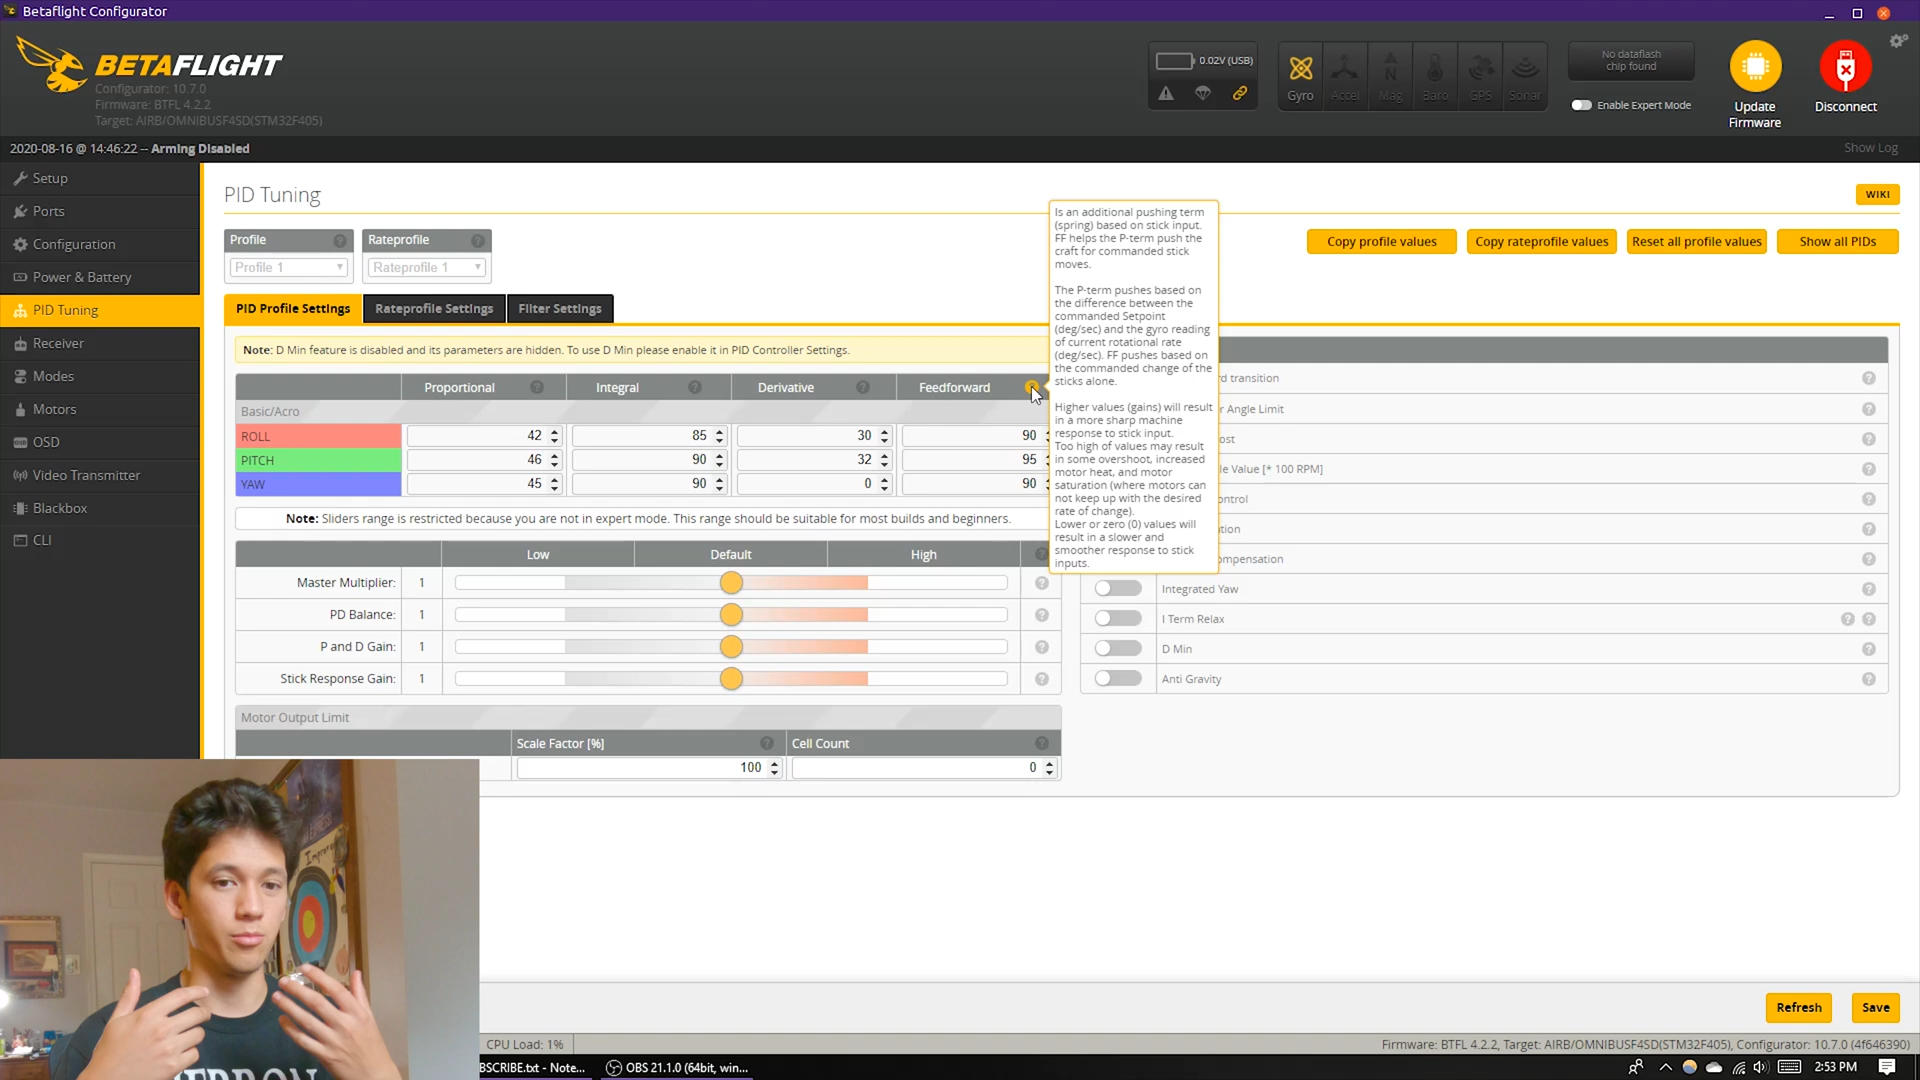 Betaflight Configurator
BETAFLIGHT
Configurator: 10.7.0
Firmware: BTFL 4.2.2
Target: AIRB/OMNIBUSF4SD(STM32F405)
0.02V (USB)
Gyro
Accel
Mag
Baro
GPS
Sonar
No dataflash
chip found
Enable Expert Mode
Update
Firmware
Disconnect
2020-08-16 @ 14:46:22 -- Arming Disabled
Show Log
Setup
Ports
Configuration
Power & Battery
PID Tuning
Receiver
Modes
Motors
OSD
Video Transmitter
Blackbox
CLI
PID Tuning
WIKI
Profile
Profile 1
Rateprofile
Rateprofile 1
Copy profile values
Copy rateprofile values
Reset all profile values
Show all PIDs
PID Profile Settings
Rateprofile Settings
Filter Settings
Note: D Min feature is disabled and its parameters are hidden. To use D Min please enable it in PID Controller Settings.
Proportional Integral Derivative Feedforward
Basic/Acro
ROLL 42 85 30 90
PITCH 46 90 32 95
YAW 45 90 0 90
Note: Sliders range is restricted because you are not in expert mode. This range should be suitable for most builds and beginners.
Low Default High
Master Multiplier: 1
PD Balance: 1
P and D Gain: 1
Stick Response Gain: 1
Motor Output Limit
Scale Factor [%] Cell Count
100 0
Is an additional pushing term
(spring) based on stick input.
FF helps the P-term push the
craft for commanded stick
moves.
The P-term pushes based on
the difference between the
commanded Setpoint
(deg/sec) and the gyro reading
of current rotational rate
(deg/sec). FF pushes based on
the commanded change of the
sticks alone.
Higher values (gains) will result
in a more sharp machine
response to stick input.
Too high of values may result
in some overshoot, increased
motor heat, and motor
saturation (where motors can
not keep up with the desired
rate of change).
Lower or zero (0) values will
result in a slower and
smoother response to stick
inputs.
rd transition
r Angle Limit
ost
le Value [* 100 RPM]
ontrol
tion
ompensation
Integrated Yaw
I Term Relax
D Min
Anti Gravity
Refresh
Save
CPU Load: 1%
Firmware: BTFL 4.2.2, Target: AIRB/OMNIBUSF4SD(STM32F405), Configurator: 10.7.0 (4f646390)
BSCRIBE.txt - Note...
OBS 21.1.0 (64bit, win...
2:53 PM